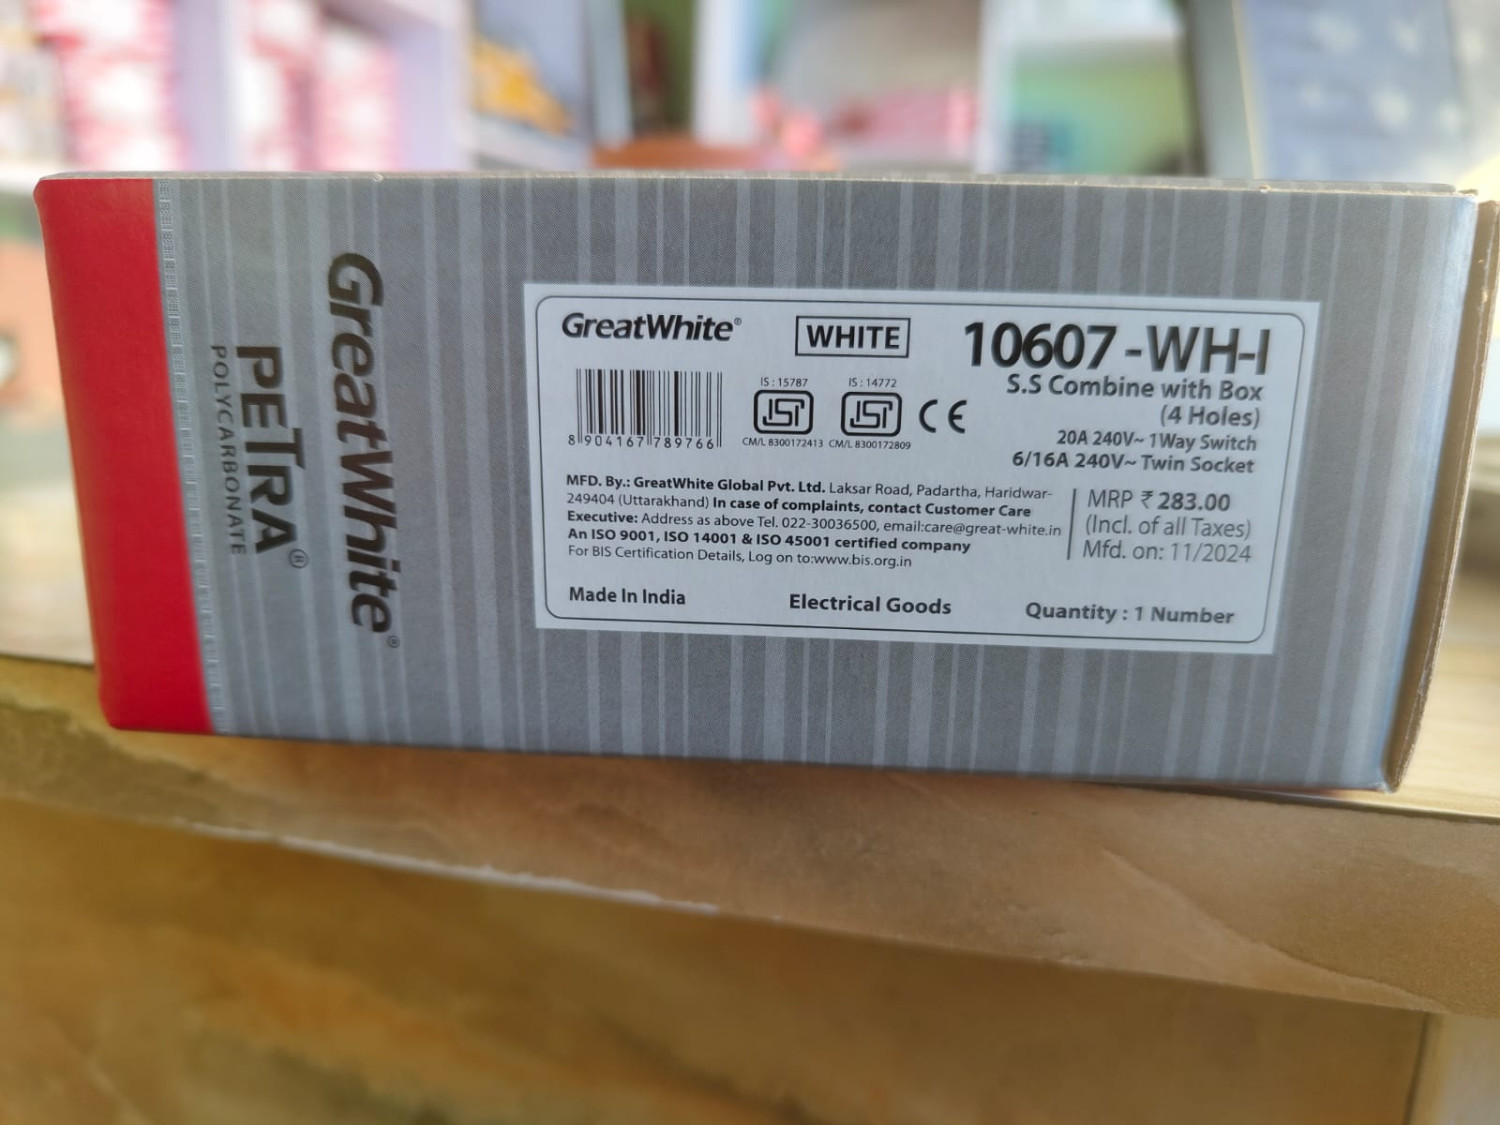 PETRA®
POLYCARBONATE
GreatWhite®
GreatWhite®
WHITE
10607-WH-I
S.S Combine with Box
(4 Holes)
20A 240V~ 1Way Switch
6/16A 240V~ Twin Socket
IS : 15787
IS : 14772
ISI
ISI
CE
CM/L 8300172413
CM/L 8300172809
8 904167 789766
MFD. By.: GreatWhite Global Pvt. Ltd. Laksar Road, Padartha, Haridwar-
249404 (Uttarakhand) In case of complaints, contact Customer Care
Executive: Address as above Tel. 022-30036500, email:care@great-white.in
An ISO 9001, ISO 14001 & ISO 45001 certified company
For BIS Certification Details, Log on to:www.bis.org.in
MRP ₹ 283.00
(Incl. of all Taxes)
Mfd. on: 11/2024
Made In India
Electrical Goods
Quantity : 1 Number